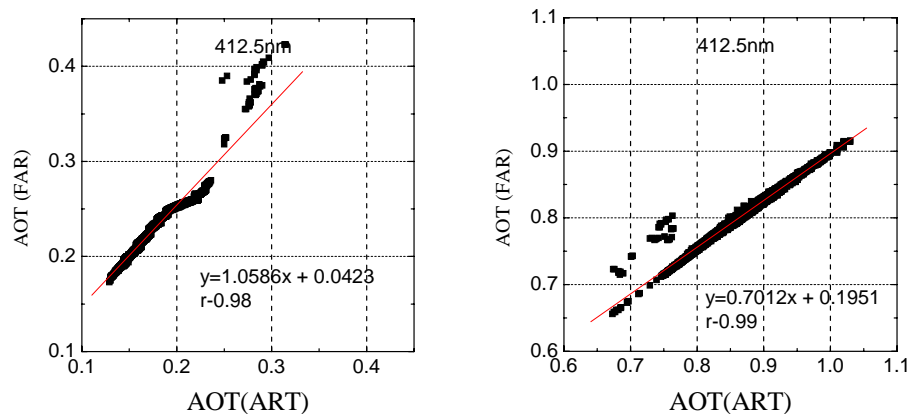 412.5nm
0.4
0.3
0.2
0.1
AOT (FAR)
y=1.0586x + 0.0423
r-0.98
0.1 0.2 0.3 0.4
AOT(ART)
412.5nm
1.1
1.0
0.9
0.8
0.7
0.6
AOT (FAR)
y=0.7012x + 0.1951
r-0.99
0.6 0.7 0.8 0.9 1.0 1.1
AOT(ART)